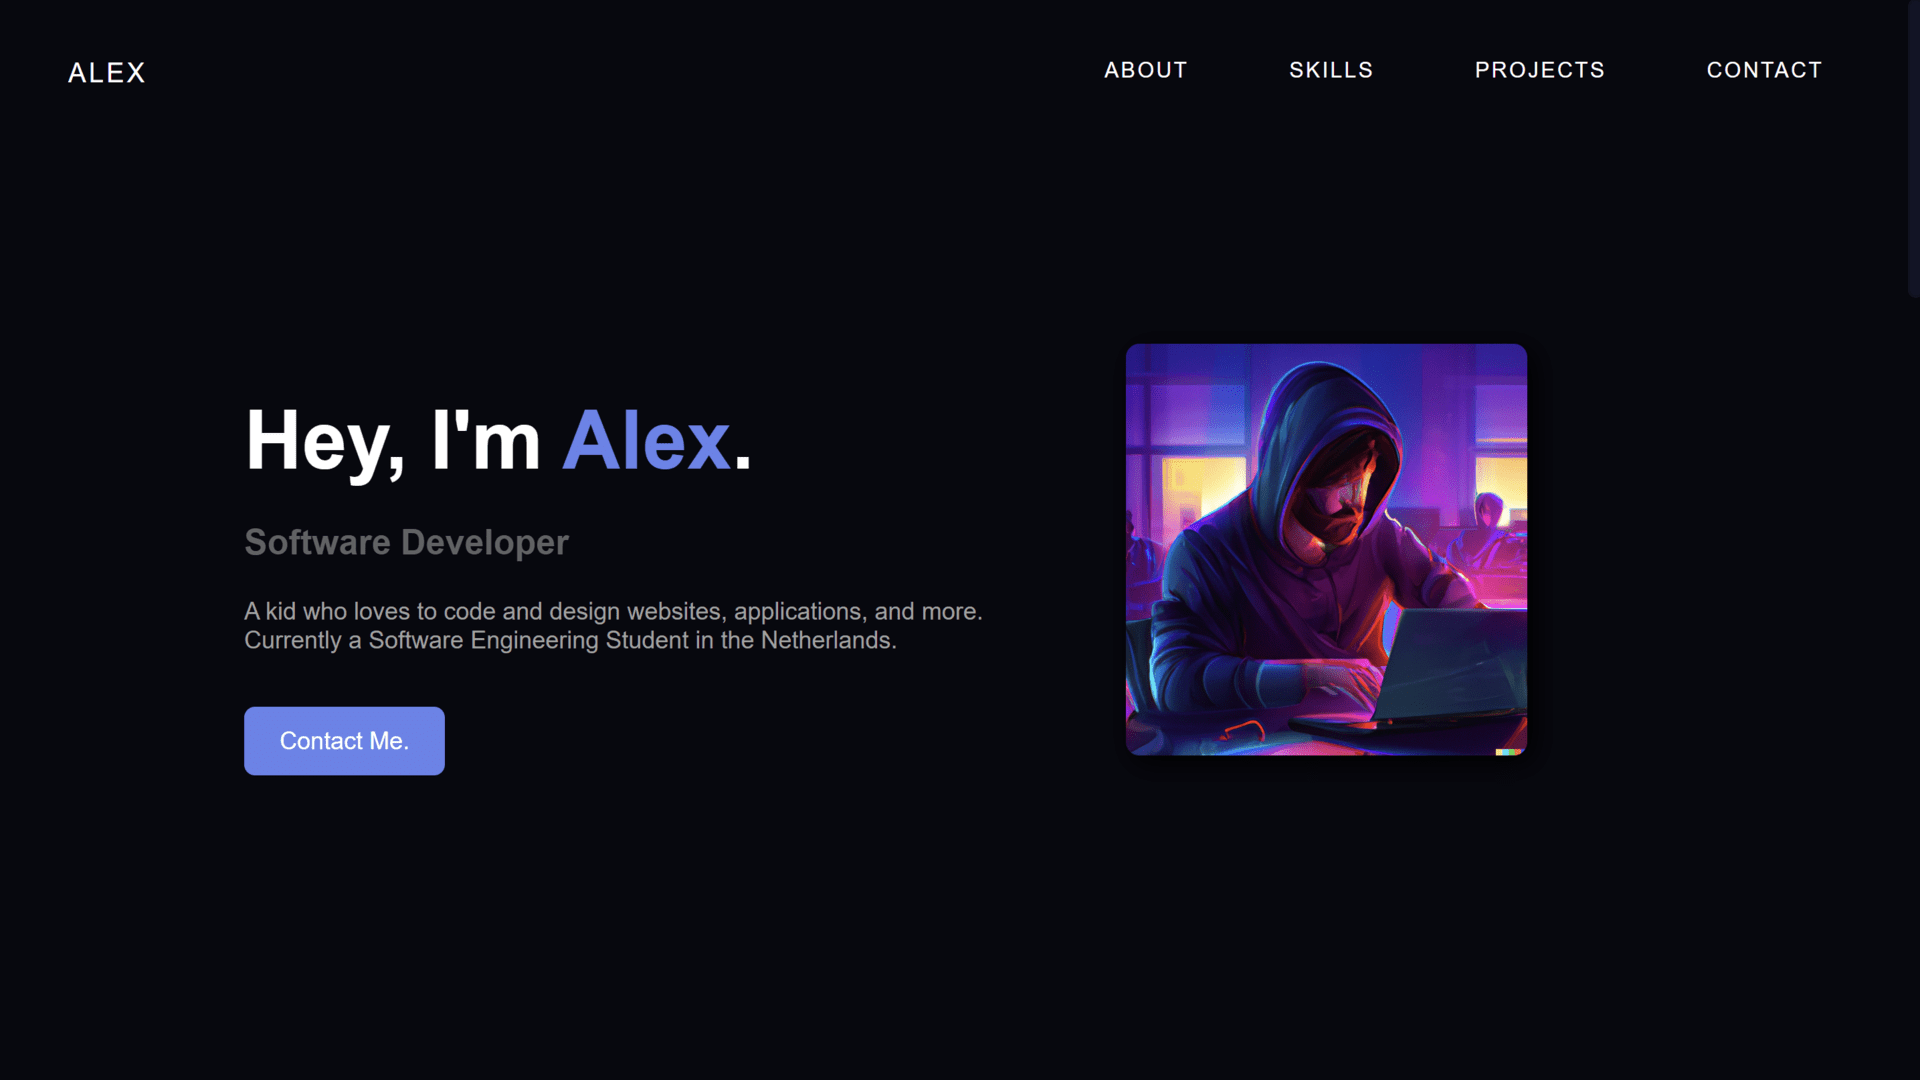 ALEX
ABOUT SKILLS PROJECTS CONTACT
Hey, I'm Alex.
Software Developer
A kid who loves to code and design websites, applications, and more.
Currently a Software Engineering Student in the Netherlands.
Contact Me.